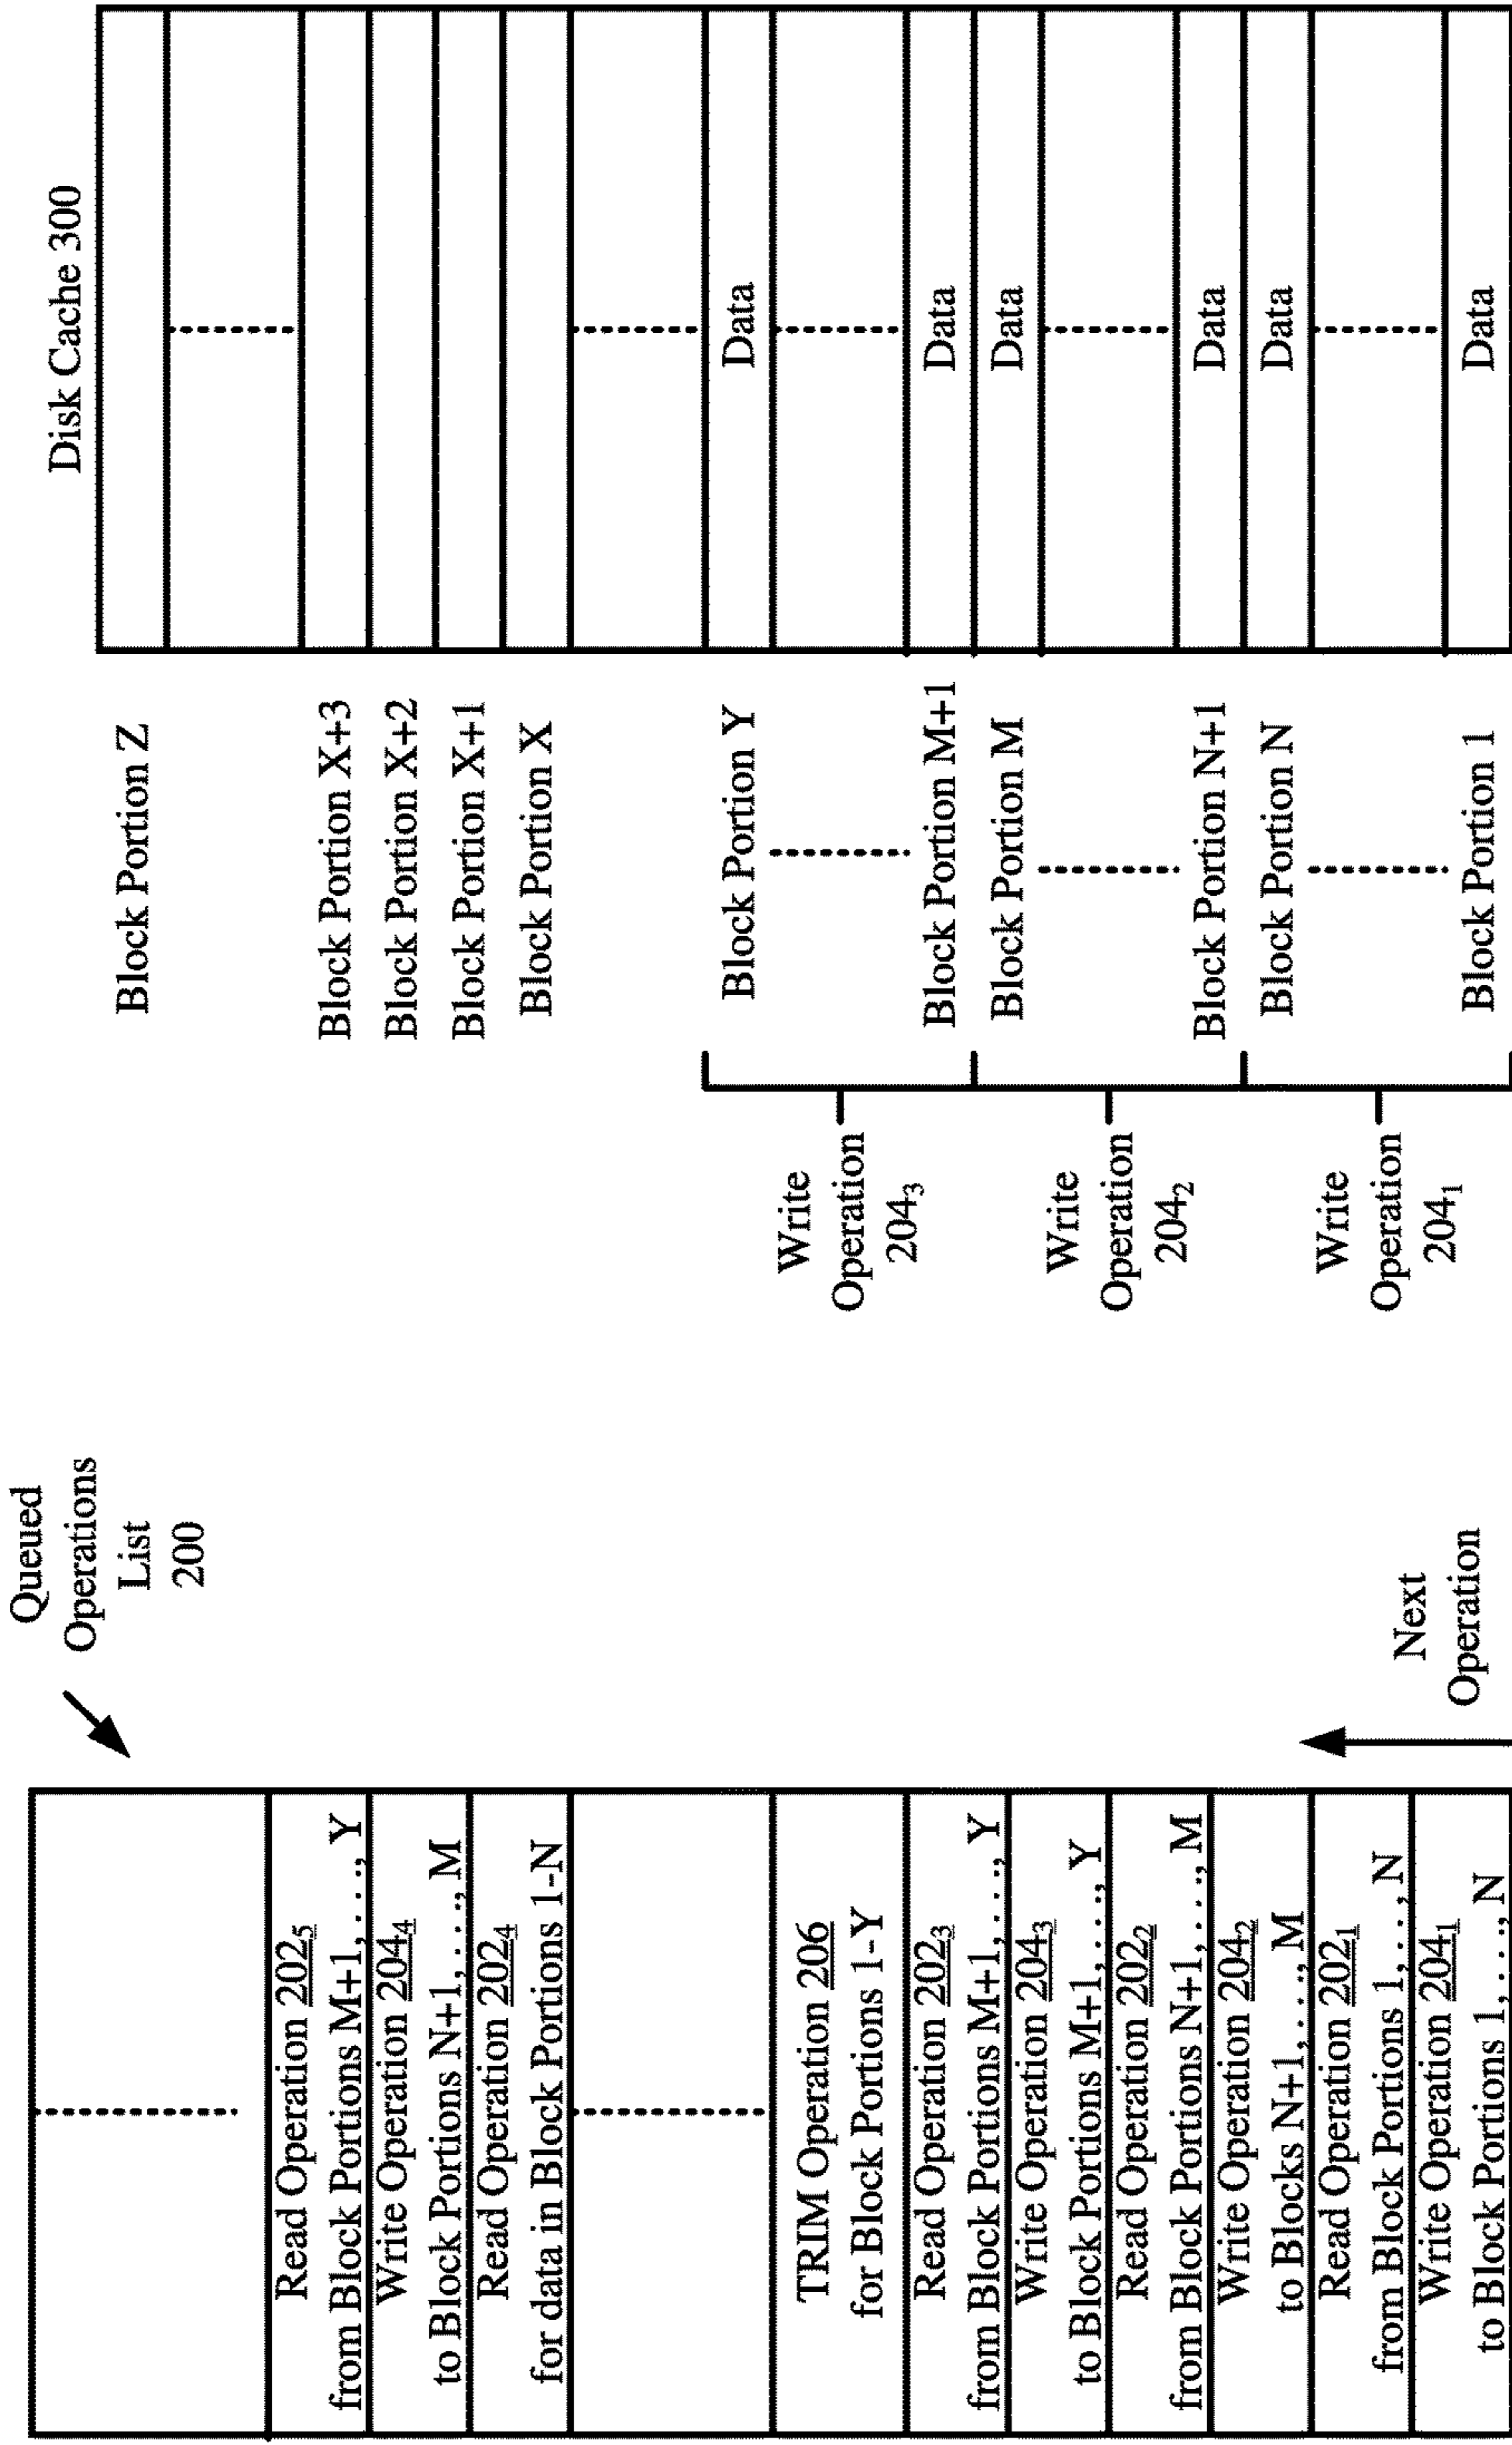 Queued
Operations
List
200
Read Operation 202₅
from Block Portions M+1, . . ., Y
Write Operation 204₄
to Block Portions N+1, . . ., M
Read Operation 202₄
for data in Block Portions 1-N
TRIM Operation 206
for Block Portions 1-Y
Read Operation 202₃
from Block Portions M+1, . . ., Y
Write Operation 204₃
to Block Portions M+1, . . ., Y
Read Operation 202₂
from Block Portions N+1, . . ., M
Write Operation 204₂
to Blocks N+1, . . ., M
Read Operation 202₁
from Block Portions 1, . . ., N
Write Operation 204₁
to Block Portions 1, . . ., N
Next
Operation
Disk Cache 300
Block Portion Z
Block Portion X+3
Block Portion X+2
Block Portion X+1
Block Portion X
Block Portion Y
Data
Block Portion M+1
Data
Block Portion M
Data
Block Portion N+1
Data
Block Portion N
Data
Block Portion 1
Data
Write
Operation
204₃
Write
Operation
204₂
Write
Operation
204₁